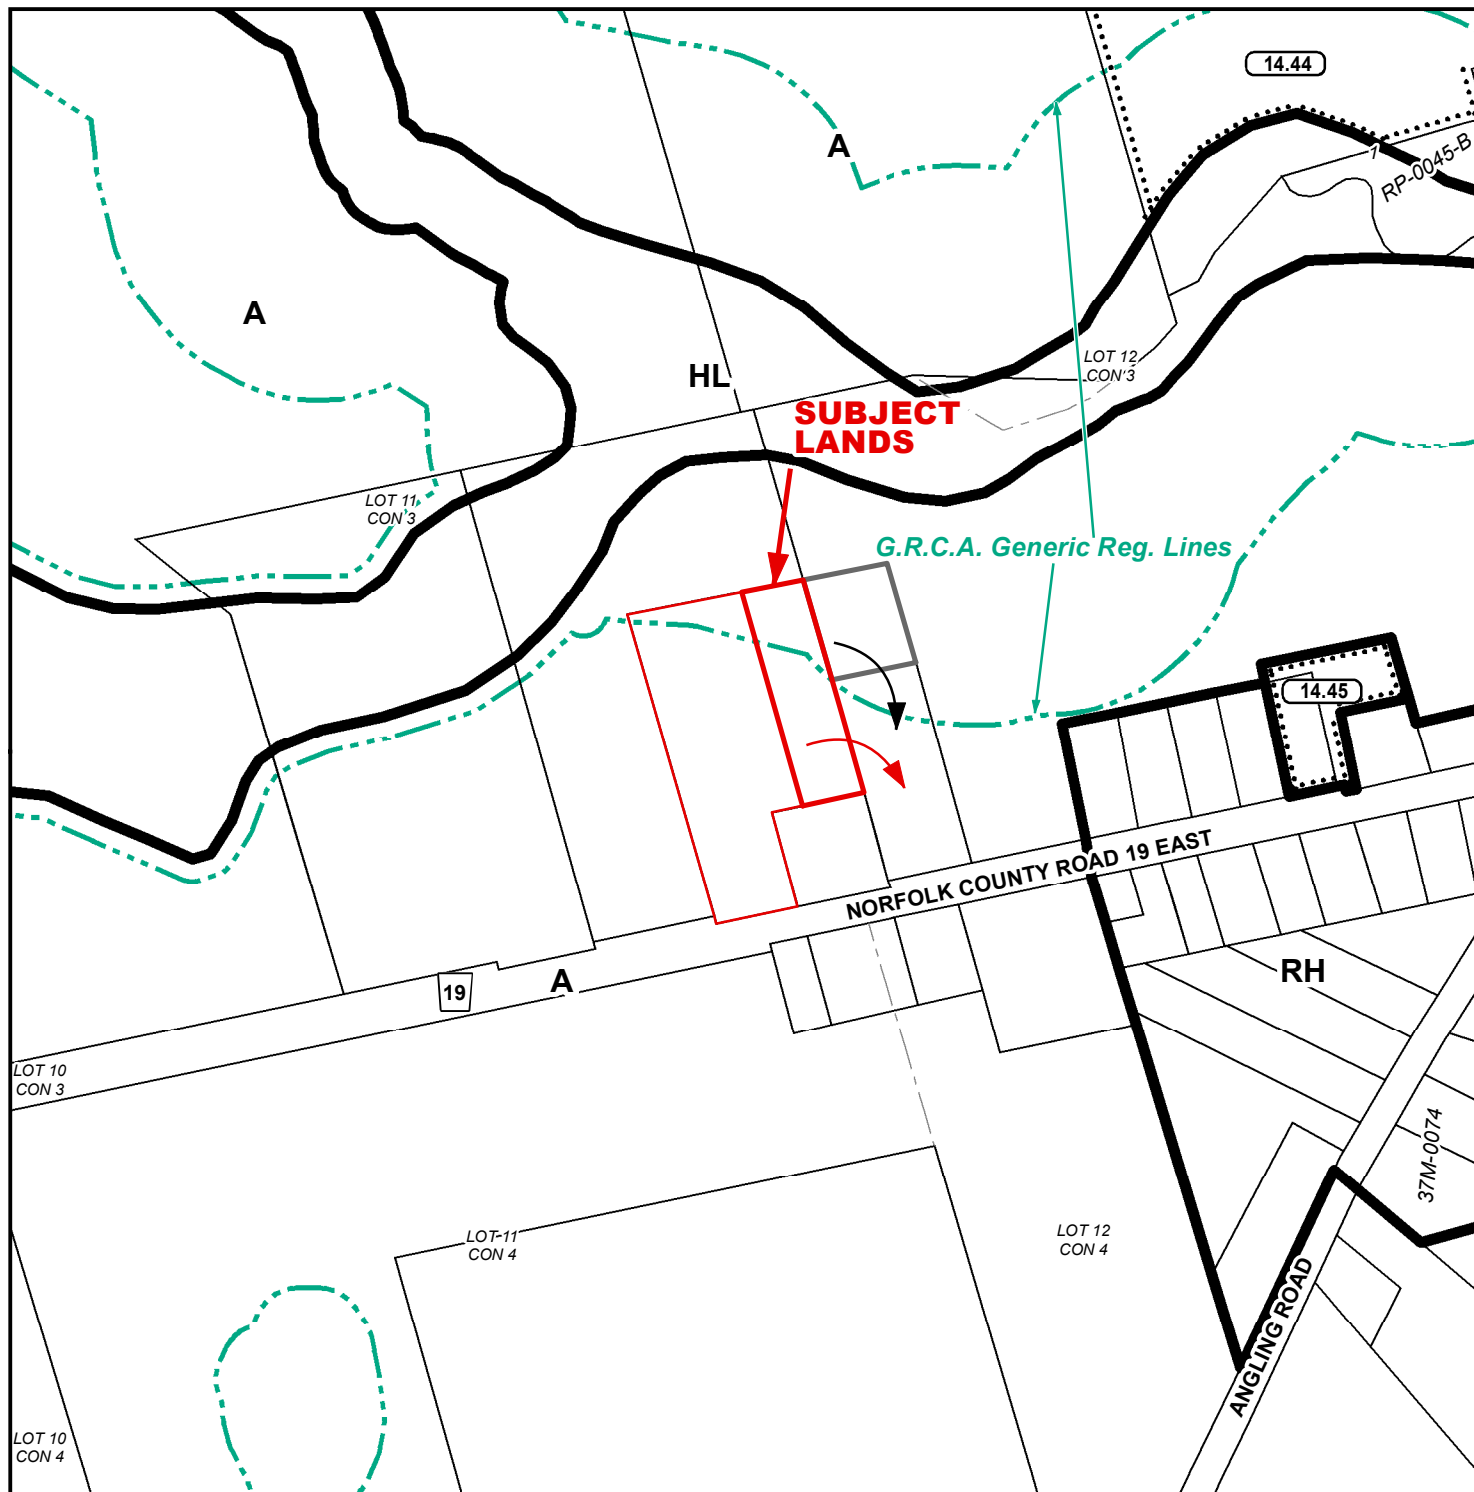 14.44
A
RP-0045-B
7
A
LOT 12
CON 3
HL
SUBJECT
LANDS
LOT 11
CON 3
G.R.C.A. Generic Reg. Lines
14.45
NORFOLK COUNTY ROAD 19 EAST
A
19
RH
LOT 10
CON 3
37M-0074
LOT 11
CON 4
LOT 12
CON 4
ANGLING ROAD
LOT 10
CON 4